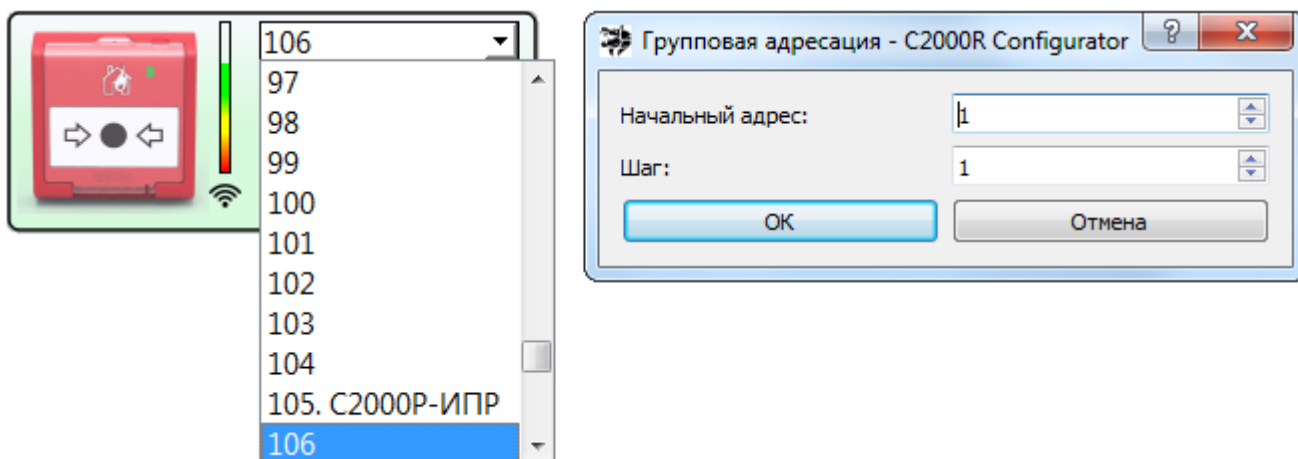 106
97
98
99
100
101
102
103
104
105. С2000Р-ИПР
106
Групповая адресация - C2000R Configurator
Начальный адрес:
1
Шаг:
1
ОК
Отмена